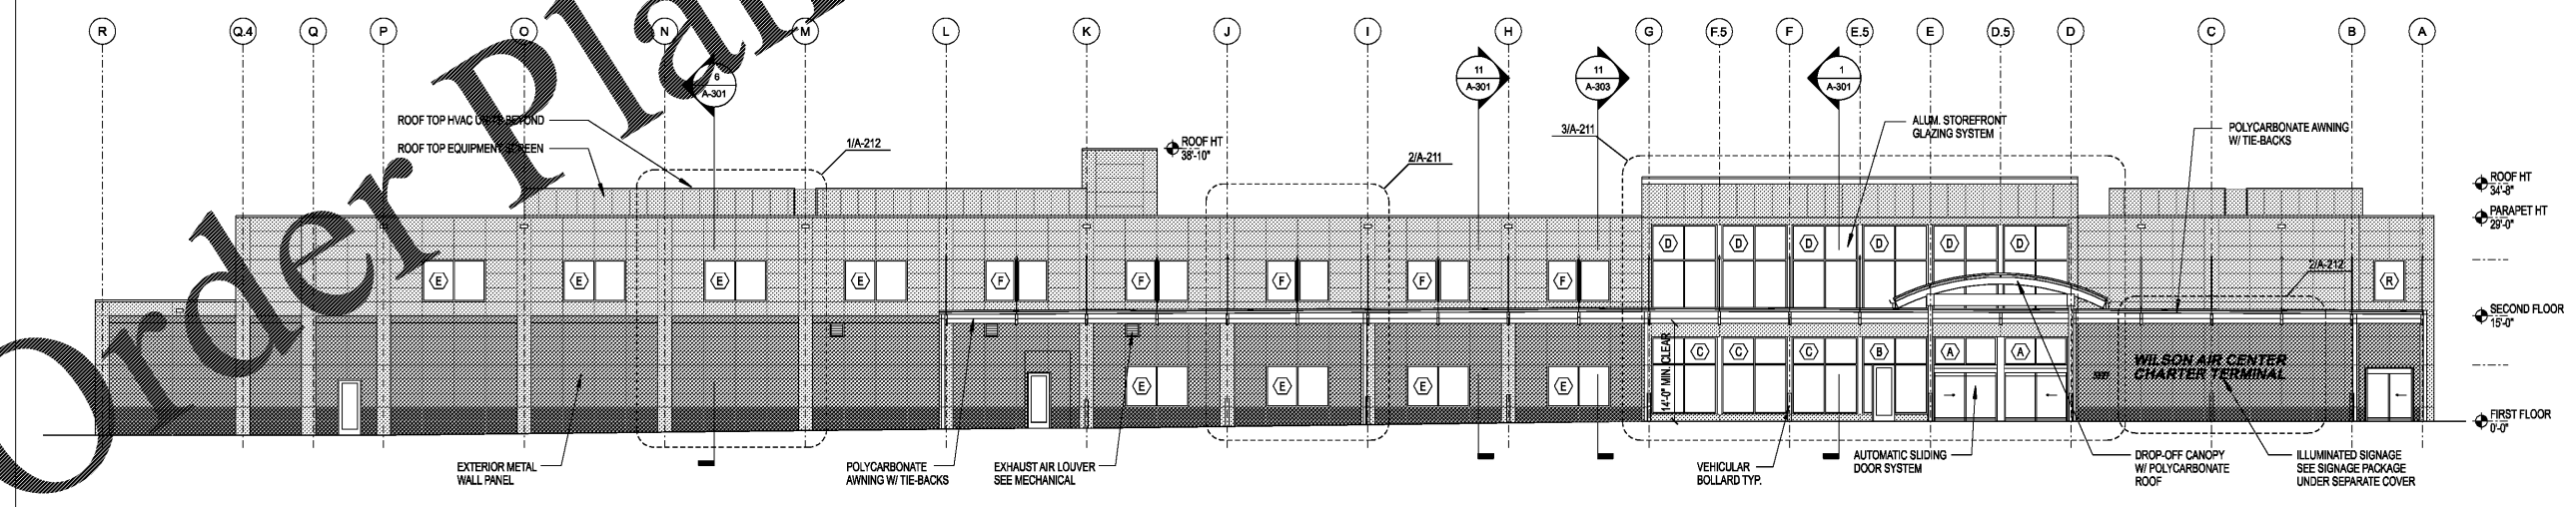 R Q.4 Q P O N M L K J I H G F.5 F E.5 E D.5 D C B A
Order Pla
6
A-301
11
A-301
11
A-303
1
A-301
ROOF TOP HVAC UNITS BEYOND
ROOF TOP EQUIPMENT SCREEN
1/A-212
ROOF HT
38'-10"
2/A-211
3/A-211
ALUM. STOREFRONT
GLAZING SYSTEM
POLYCARBONATE AWNING
W/ TIE-BACKS
ROOF HT
34'-8"
PARAPET HT
29'-0"
D D D D D D
2/A-212
E E E E F F F F F R
SECOND FLOOR
15'-0"
14'-0" MIN. CLEAR
C C C B A A
WILSON AIR CENTER
CHARTER TERMINAL
E E E E
FIRST FLOOR
0'-0"
EXTERIOR METAL
WALL PANEL
POLYCARBONATE
AWNING W/ TIE-BACKS
EXHAUST AIR LOUVER
SEE MECHANICAL
VEHICULAR
BOLLARD TYP.
AUTOMATIC SLIDING
DOOR SYSTEM
DROP-OFF CANOPY
W/ POLYCARBONATE
ROOF
ILLUMINATED SIGNAGE
SEE SIGNAGE PACKAGE
UNDER SEPARATE COVER